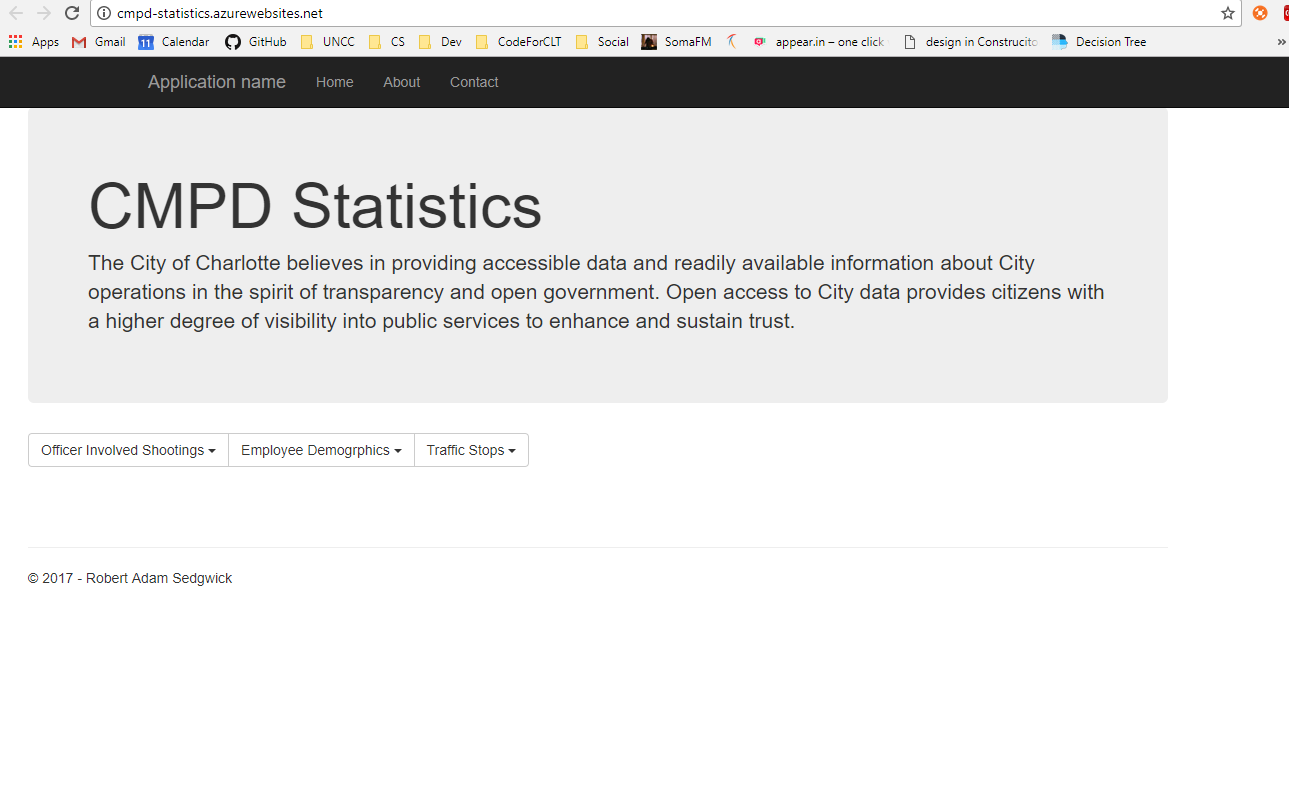 cmpd-statistics.azurewebsites.net
Apps Gmail 11 Calendar GitHub UNCC CS Dev CodeForCLT Social SomaFM appear.in – one click design in Construcito Decision Tree »
Application name Home About Contact
CMPD Statistics
The City of Charlotte believes in providing accessible data and readily available information about City
operations in the spirit of transparency and open government. Open access to City data provides citizens with
a higher degree of visibility into public services to enhance and sustain trust.
Officer Involved Shootings Employee Demogrphics Traffic Stops
© 2017 - Robert Adam Sedgwick